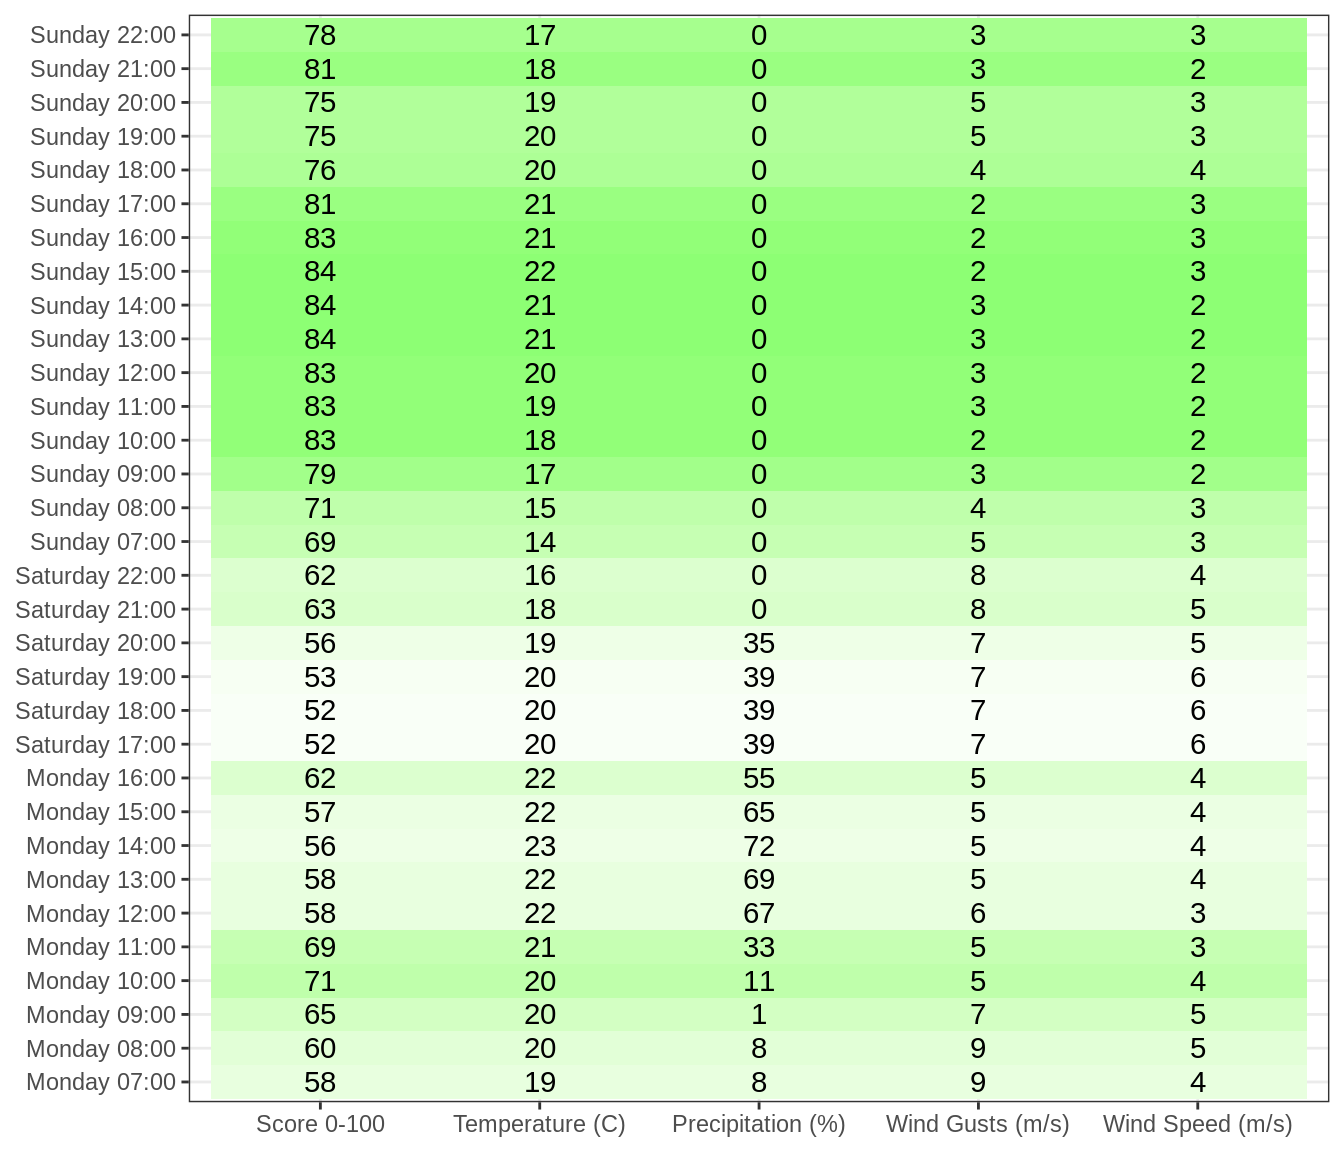 Sunday 22:00 78 17 0 3 3
Sunday 21:00 81 18 0 3 2
Sunday 20:00 75 19 0 5 3
Sunday 19:00 75 20 0 5 3
Sunday 18:00 76 20 0 4 4
Sunday 17:00 81 21 0 2 3
Sunday 16:00 83 21 0 2 3
Sunday 15:00 84 22 0 2 3
Sunday 14:00 84 21 0 3 2
Sunday 13:00 84 21 0 3 2
Sunday 12:00 83 20 0 3 2
Sunday 11:00 83 19 0 3 2
Sunday 10:00 83 18 0 2 2
Sunday 09:00 79 17 0 3 2
Sunday 08:00 71 15 0 4 3
Sunday 07:00 69 14 0 5 3
Saturday 22:00 62 16 0 8 4
Saturday 21:00 63 18 0 8 5
Saturday 20:00 56 19 35 7 5
Saturday 19:00 53 20 39 7 6
Saturday 18:00 52 20 39 7 6
Saturday 17:00 52 20 39 7 6
Monday 16:00 62 22 55 5 4
Monday 15:00 57 22 65 5 4
Monday 14:00 56 23 72 5 4
Monday 13:00 58 22 69 5 4
Monday 12:00 58 22 67 6 3
Monday 11:00 69 21 33 5 3
Monday 10:00 71 20 11 5 4
Monday 09:00 65 20 1 7 5
Monday 08:00 60 20 8 9 5
Monday 07:00 58 19 8 9 4
Score 0-100 Temperature (C) Precipitation (%) Wind Gusts (m/s) Wind Speed (m/s)